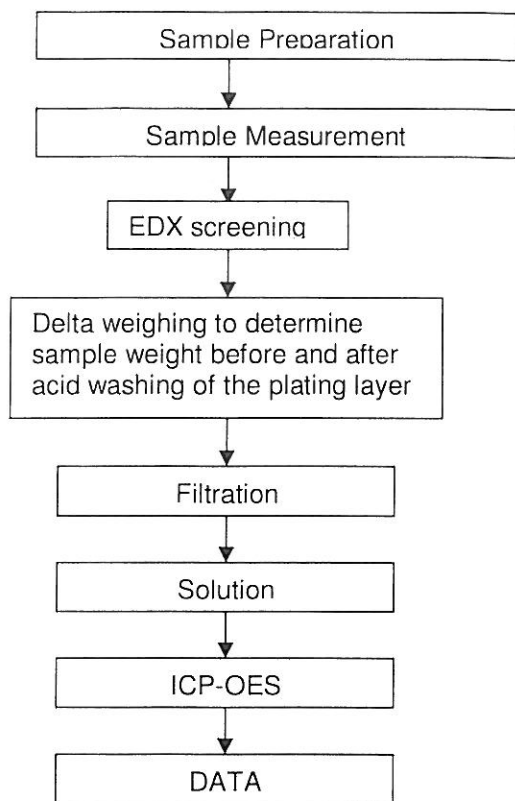 Sample Preparation
Sample Measurement
EDX screening
Delta weighing to determine
sample weight before and after
acid washing of the plating layer
Filtration
Solution
ICP-OES
DATA